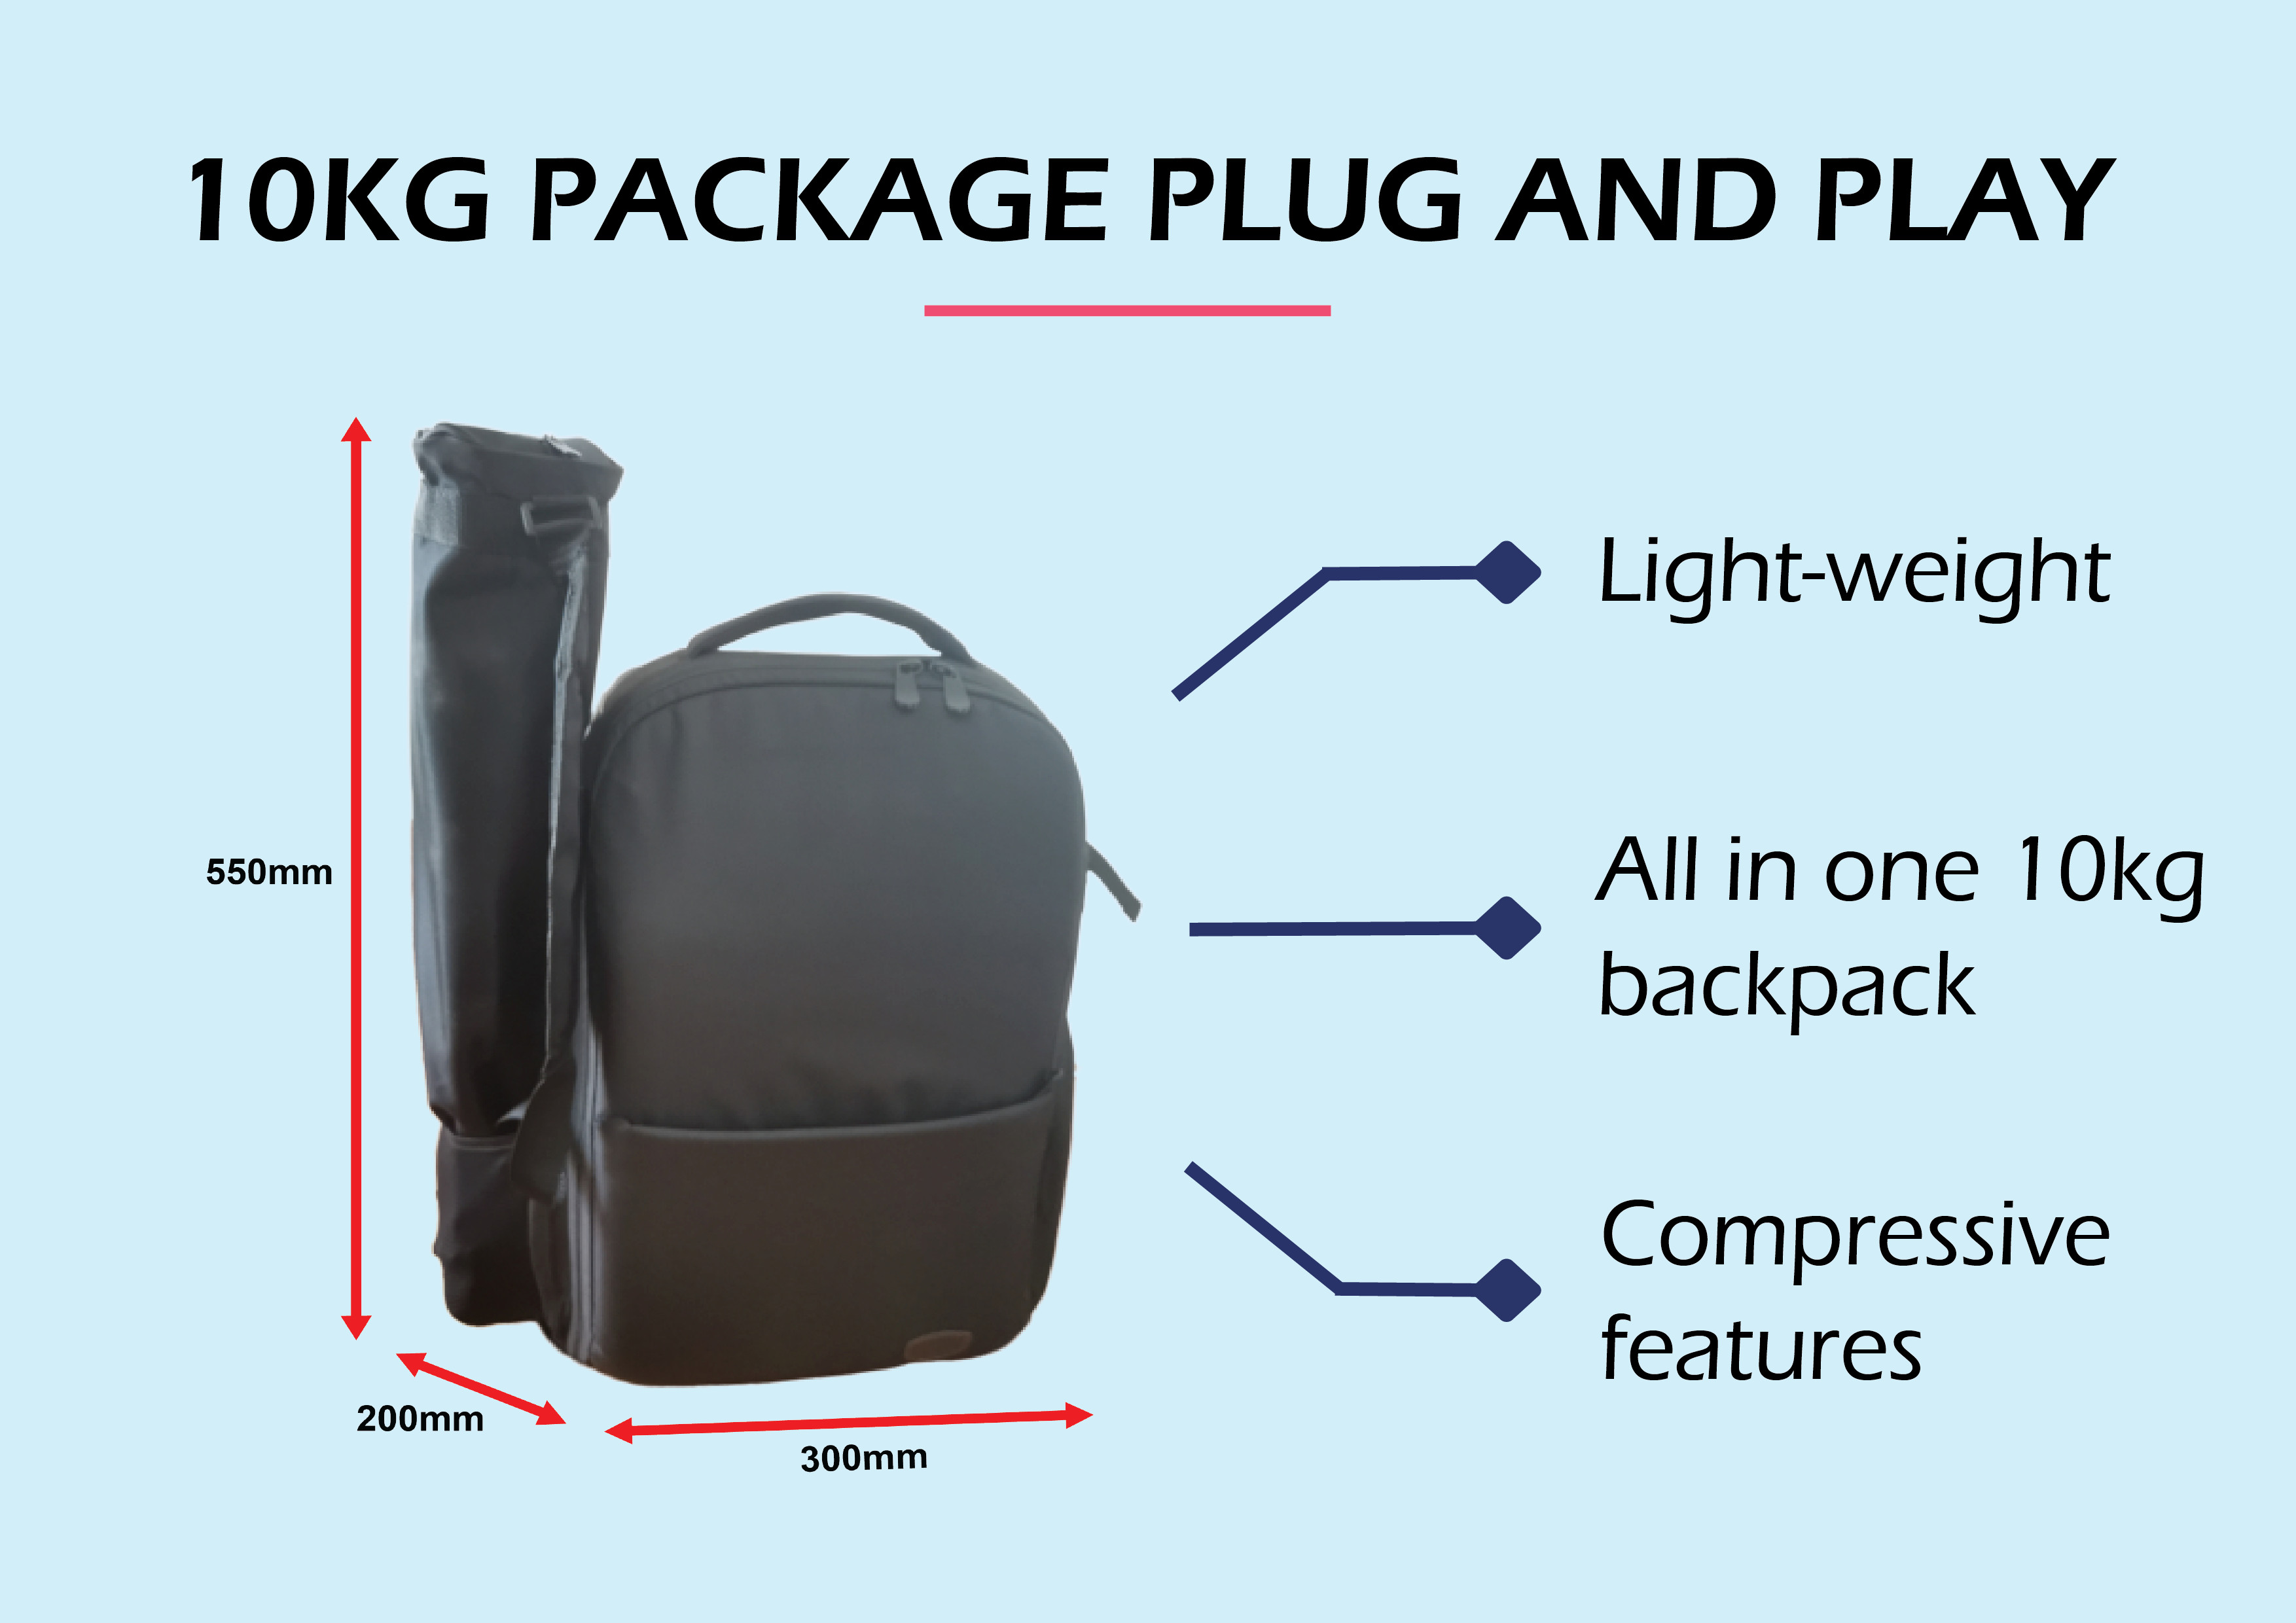 10KG PACKAGE PLUG AND PLAY
Light-weight
550mm
All in one 10kg
backpack
Compressive
features
200mm
300mm